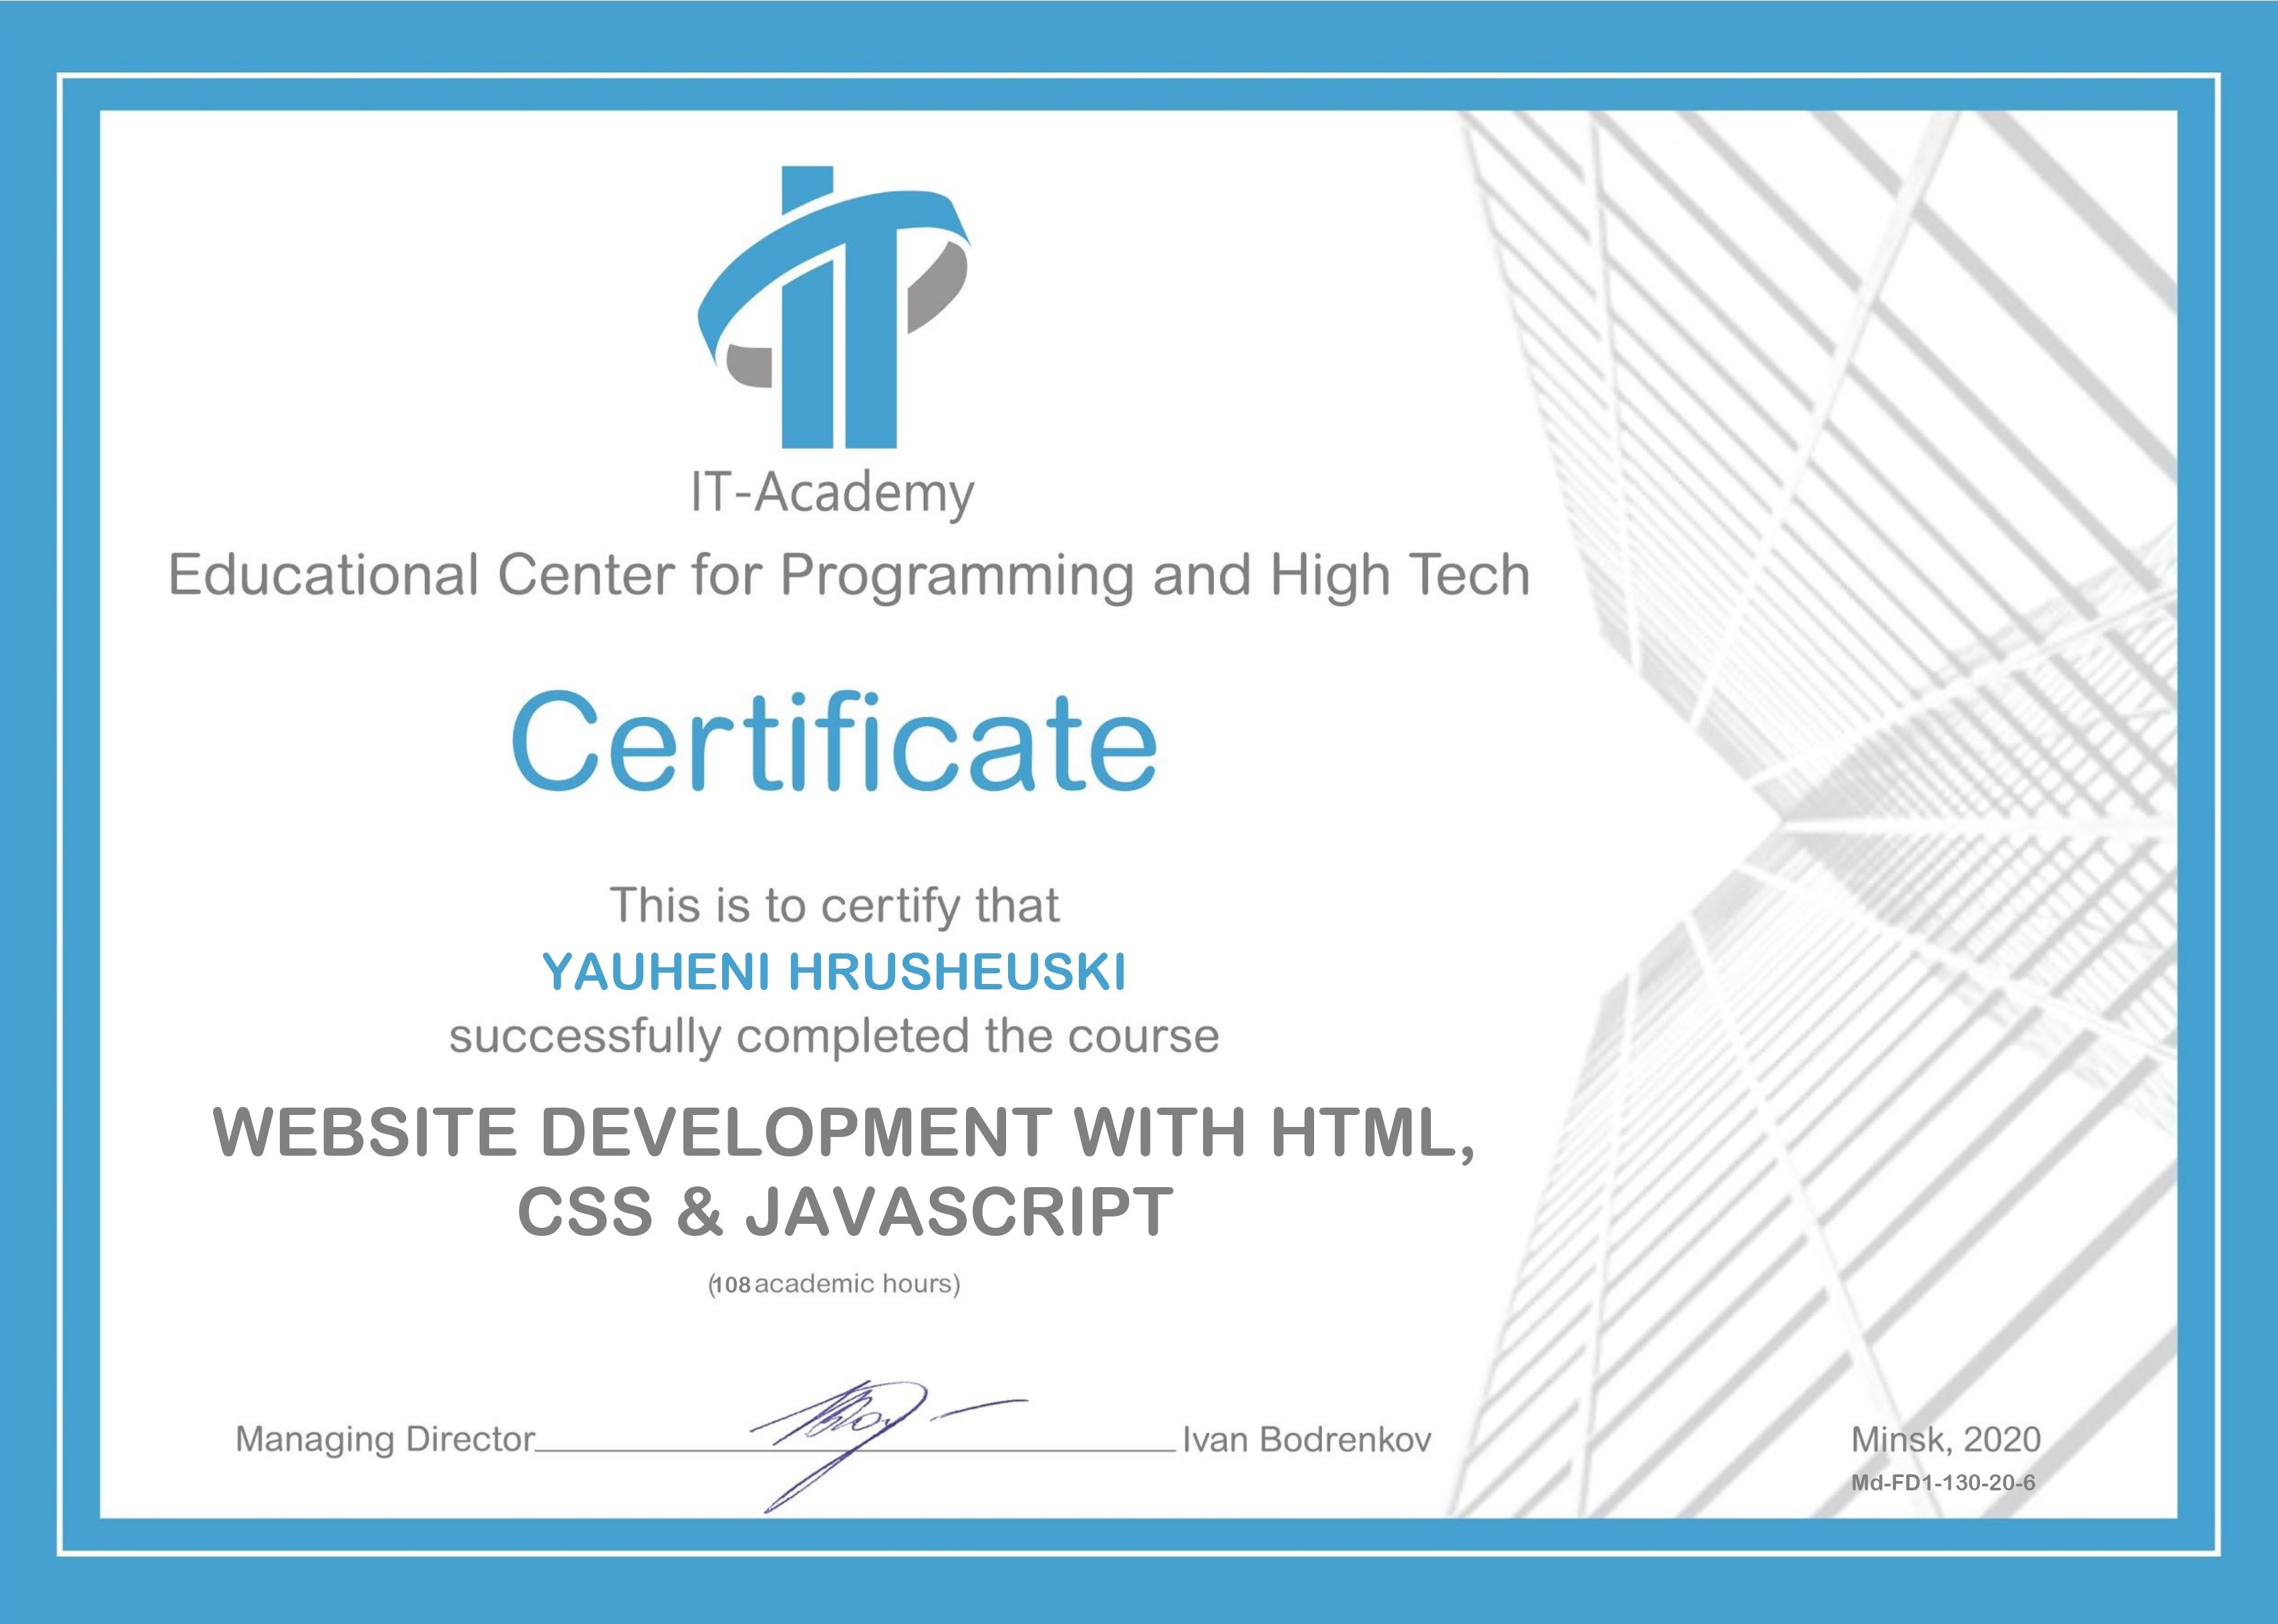 IT-Academy
Educational Center for Programming and High Tech
Certificate
This is to certify that
YAUHENI HRUSHEUSKI
successfully completed the course
WEBSITE DEVELOPMENT WITH HTML,
CSS & JAVASCRIPT
(108 academic hours)
Managing Director Ivan Bodrenkov
Minsk, 2020
Md-FD1-130-20-6